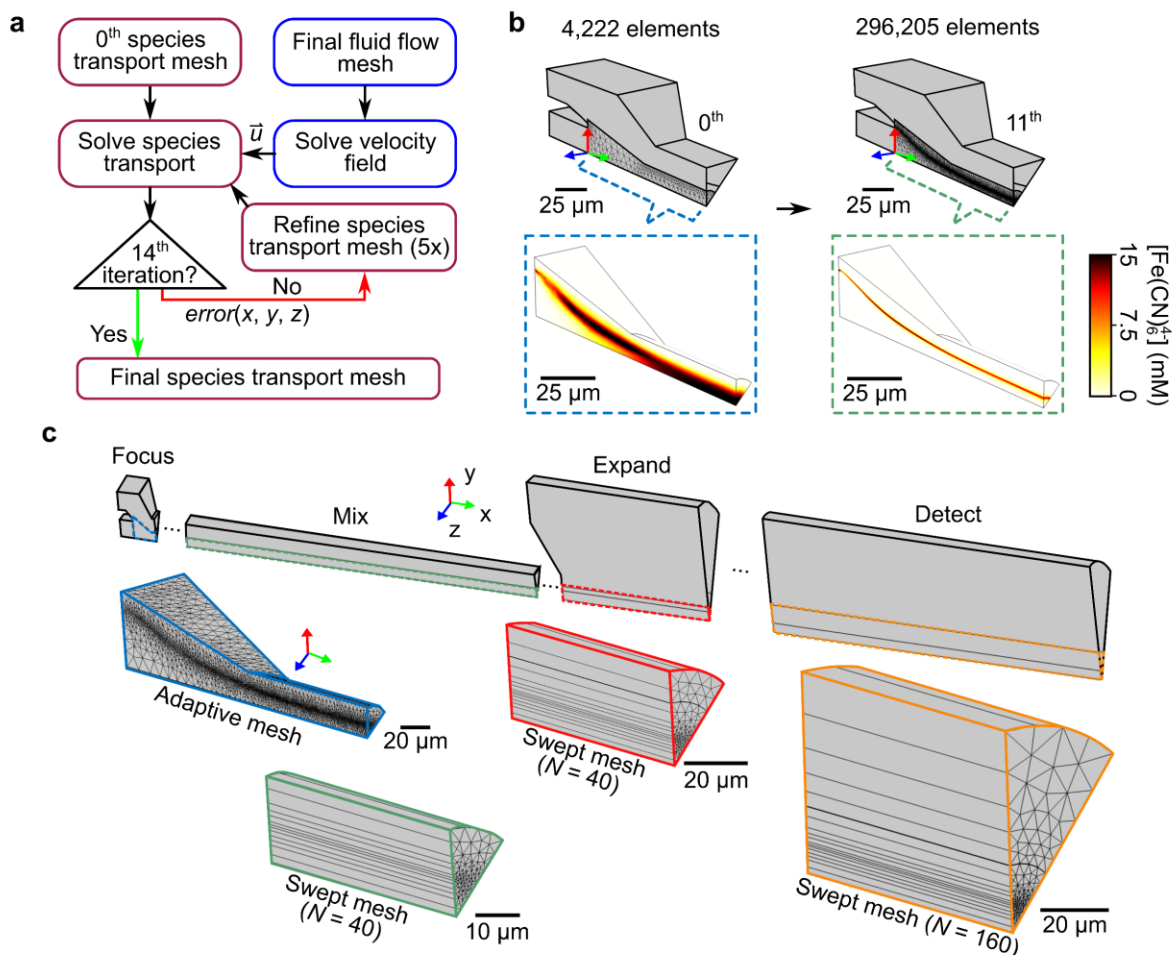 a
0th species
transport mesh
Final fluid flow
mesh
Solve species
transport
u
Solve velocity
field
Refine species
transport mesh (5x)
14th
iteration?
No
error(x, y, z)
Yes
Final species transport mesh
b
4,222 elements
296,205 elements
0th
11th
25 µm
25 µm
25 µm
25 µm
15
7.5
0
[Fe(CN)6^4-] (mM)
c
Focus
Mix
y
x
z
Expand
Detect
Adaptive mesh
20 µm
Swept mesh
(N = 40)
10 µm
Swept mesh
(N = 40)
20 µm
Swept mesh (N = 160)
20 µm